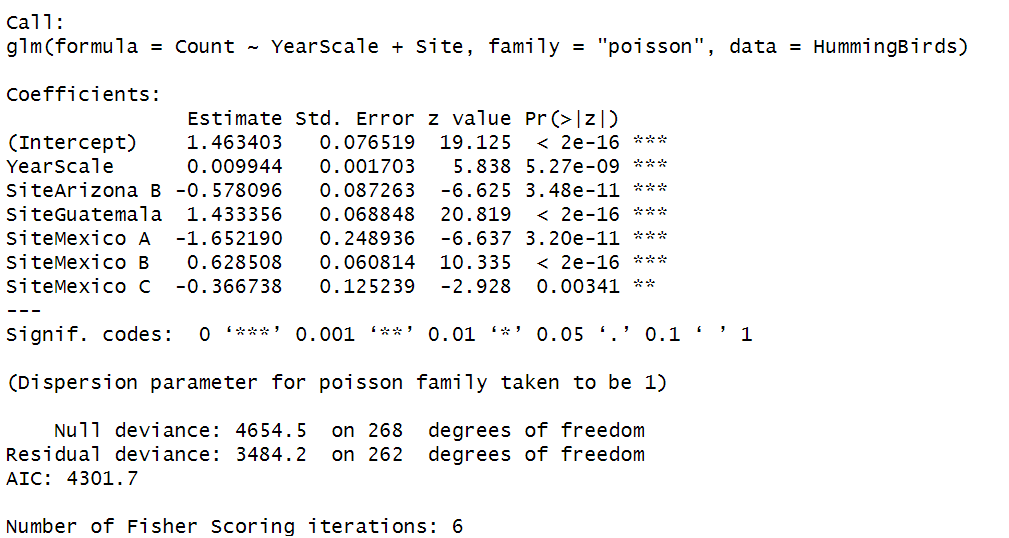 Call:
glm(formula = Count ~ YearScale + Site, family = "poisson", data = HummingBirds)

Coefficients:
              Estimate Std. Error z value Pr(>|z|)
(Intercept)   1.463403   0.076519  19.125  < 2e-16 ***
YearScale     0.009944   0.001703   5.838 5.27e-09 ***
SiteArizona B -0.578096   0.087263  -6.625 3.48e-11 ***
SiteGuatemala  1.433356   0.068848  20.819  < 2e-16 ***
SiteMexico A  -1.652190   0.248936  -6.637 3.20e-11 ***
SiteMexico B   0.628508   0.060814  10.335  < 2e-16 ***
SiteMexico C  -0.366738   0.125239  -2.928  0.00341 **
---
Signif. codes:  0 ‘***’ 0.001 ‘**’ 0.01 ‘*’ 0.05 ‘.’ 0.1 ‘ ’ 1

(Dispersion parameter for poisson family taken to be 1)

    Null deviance: 4654.5  on 268  degrees of freedom
Residual deviance: 3484.2  on 262  degrees of freedom
AIC: 4301.7

Number of Fisher Scoring iterations: 6